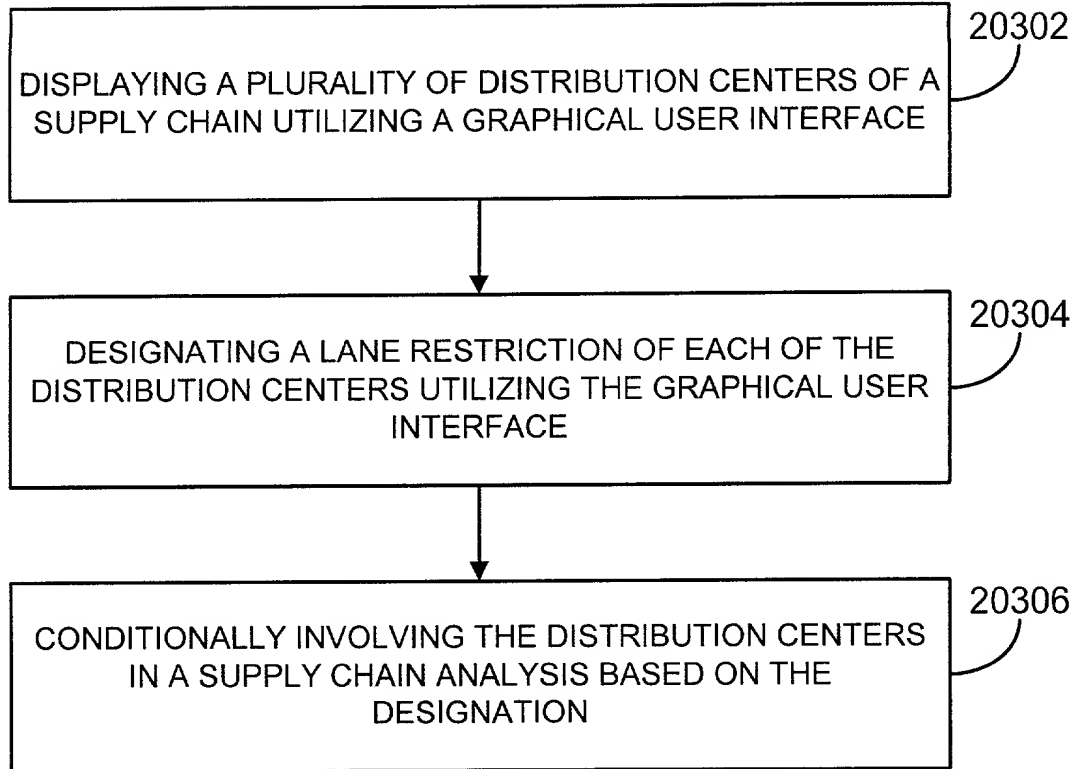 20302
DISPLAYING A PLURALITY OF DISTRIBUTION CENTERS OF A
SUPPLY CHAIN UTILIZING A GRAPHICAL USER INTERFACE
20304
DESIGNATING A LANE RESTRICTION OF EACH OF THE
DISTRIBUTION CENTERS UTILIZING THE GRAPHICAL USER
INTERFACE
20306
CONDITIONALLY INVOLVING THE DISTRIBUTION CENTERS
IN A SUPPLY CHAIN ANALYSIS BASED ON THE
DESIGNATION